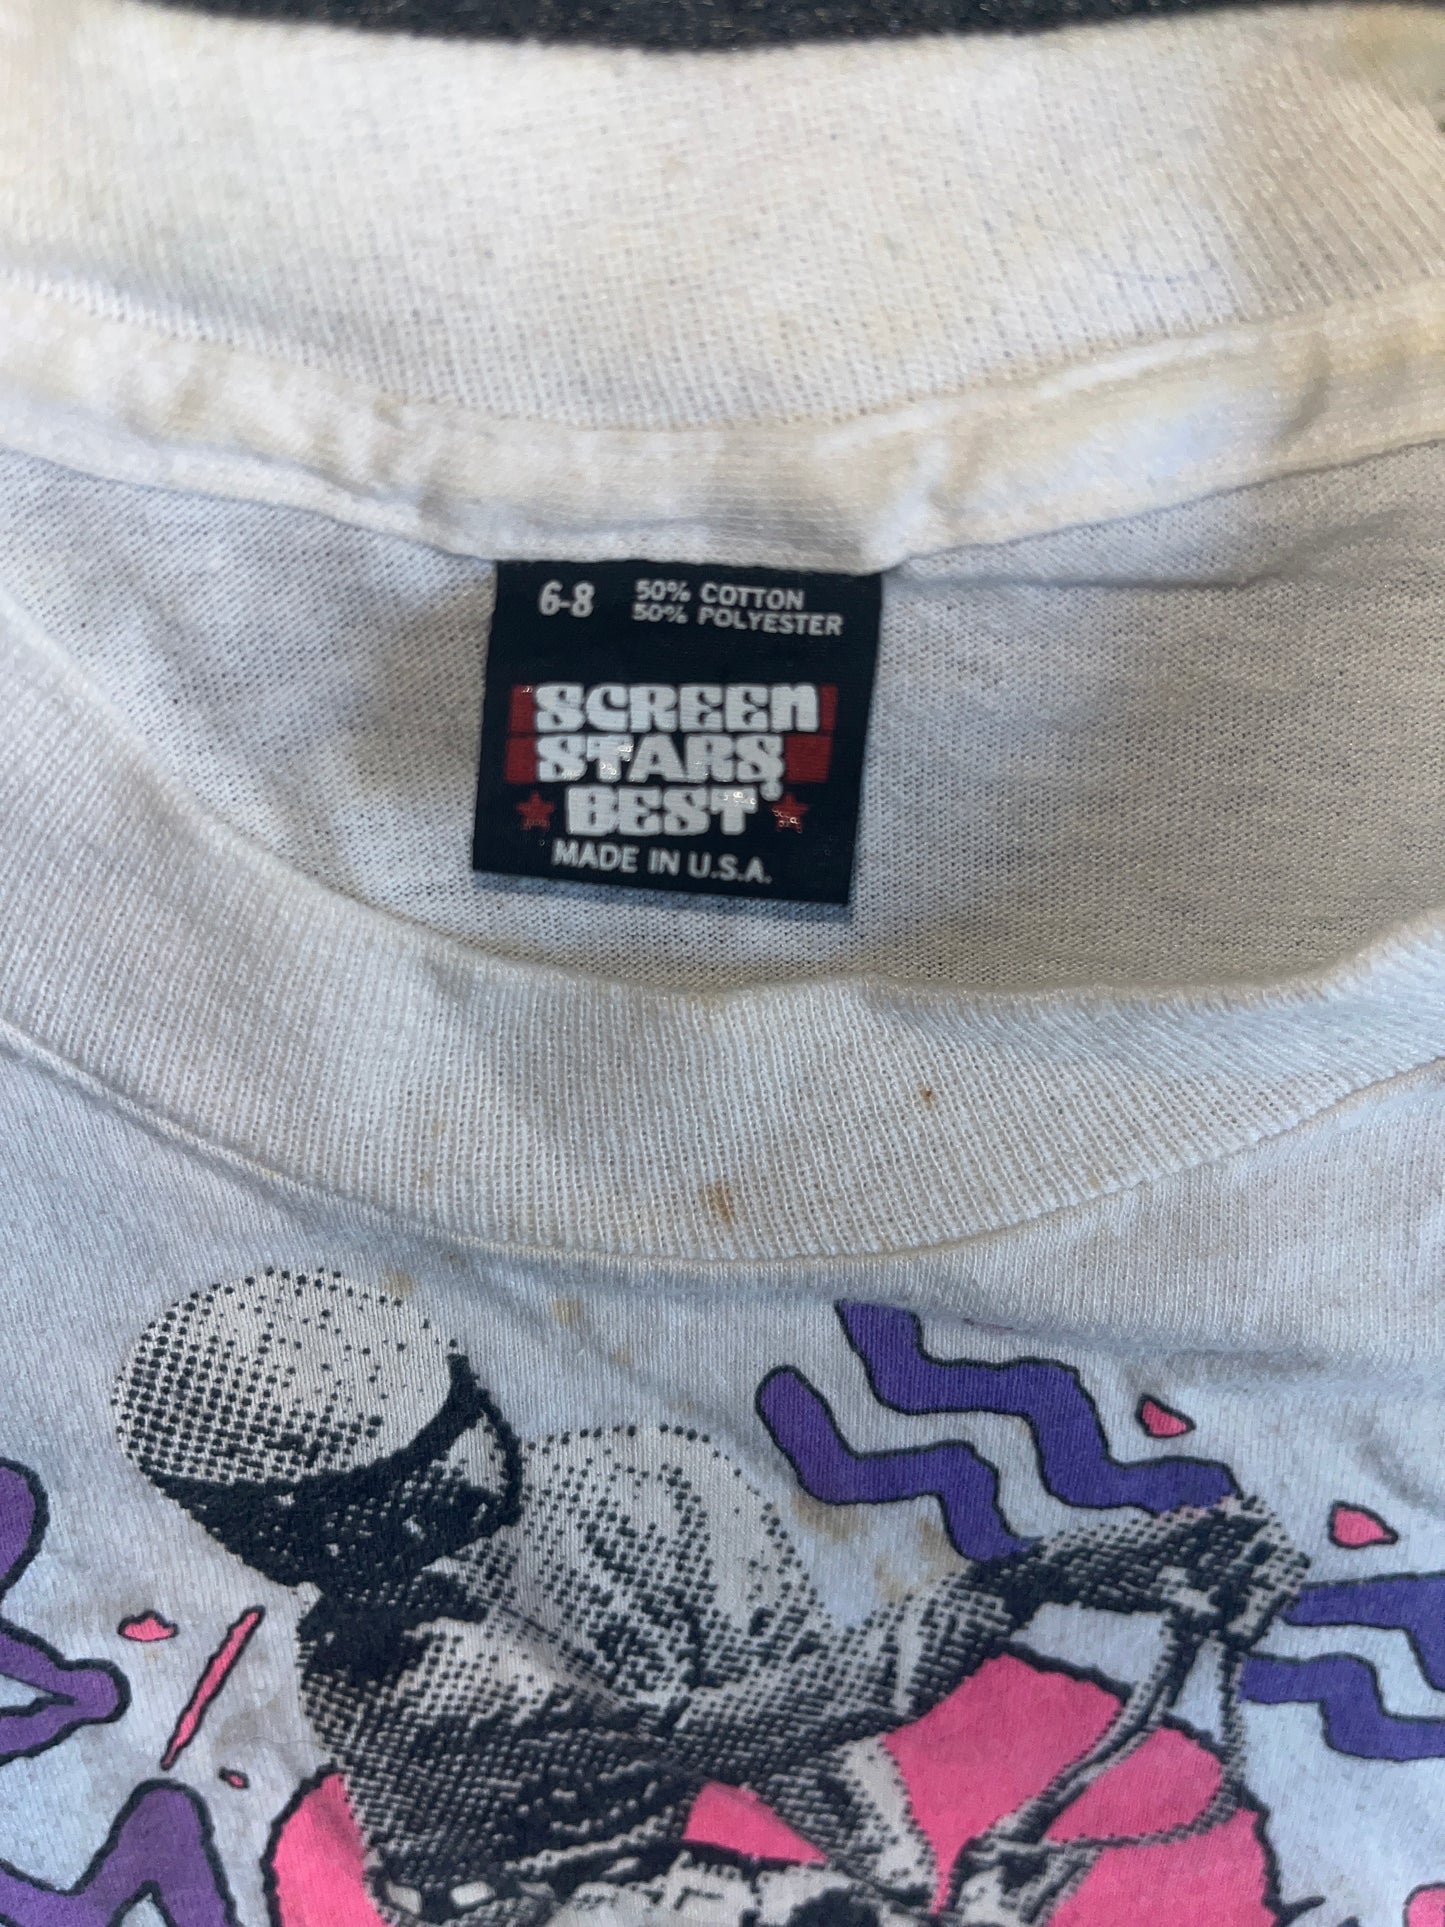 6-8 50% COTTON
50% POLYESTER
SCREEN
STARS
BEST
MADE IN U.S.A.